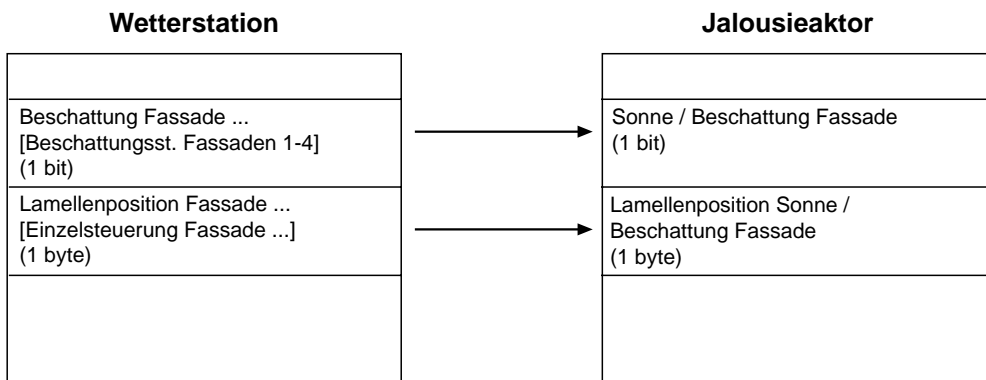 Wetterstation
Jalousieaktor
Beschattung Fassade ...
[Beschattungsst. Fassaden 1-4]
(1 bit)
Sonne / Beschattung Fassade
(1 bit)
Lamellenposition Fassade ...
[Einzelsteuerung Fassade ...]
(1 byte)
Lamellenposition Sonne /
Beschattung Fassade
(1 byte)